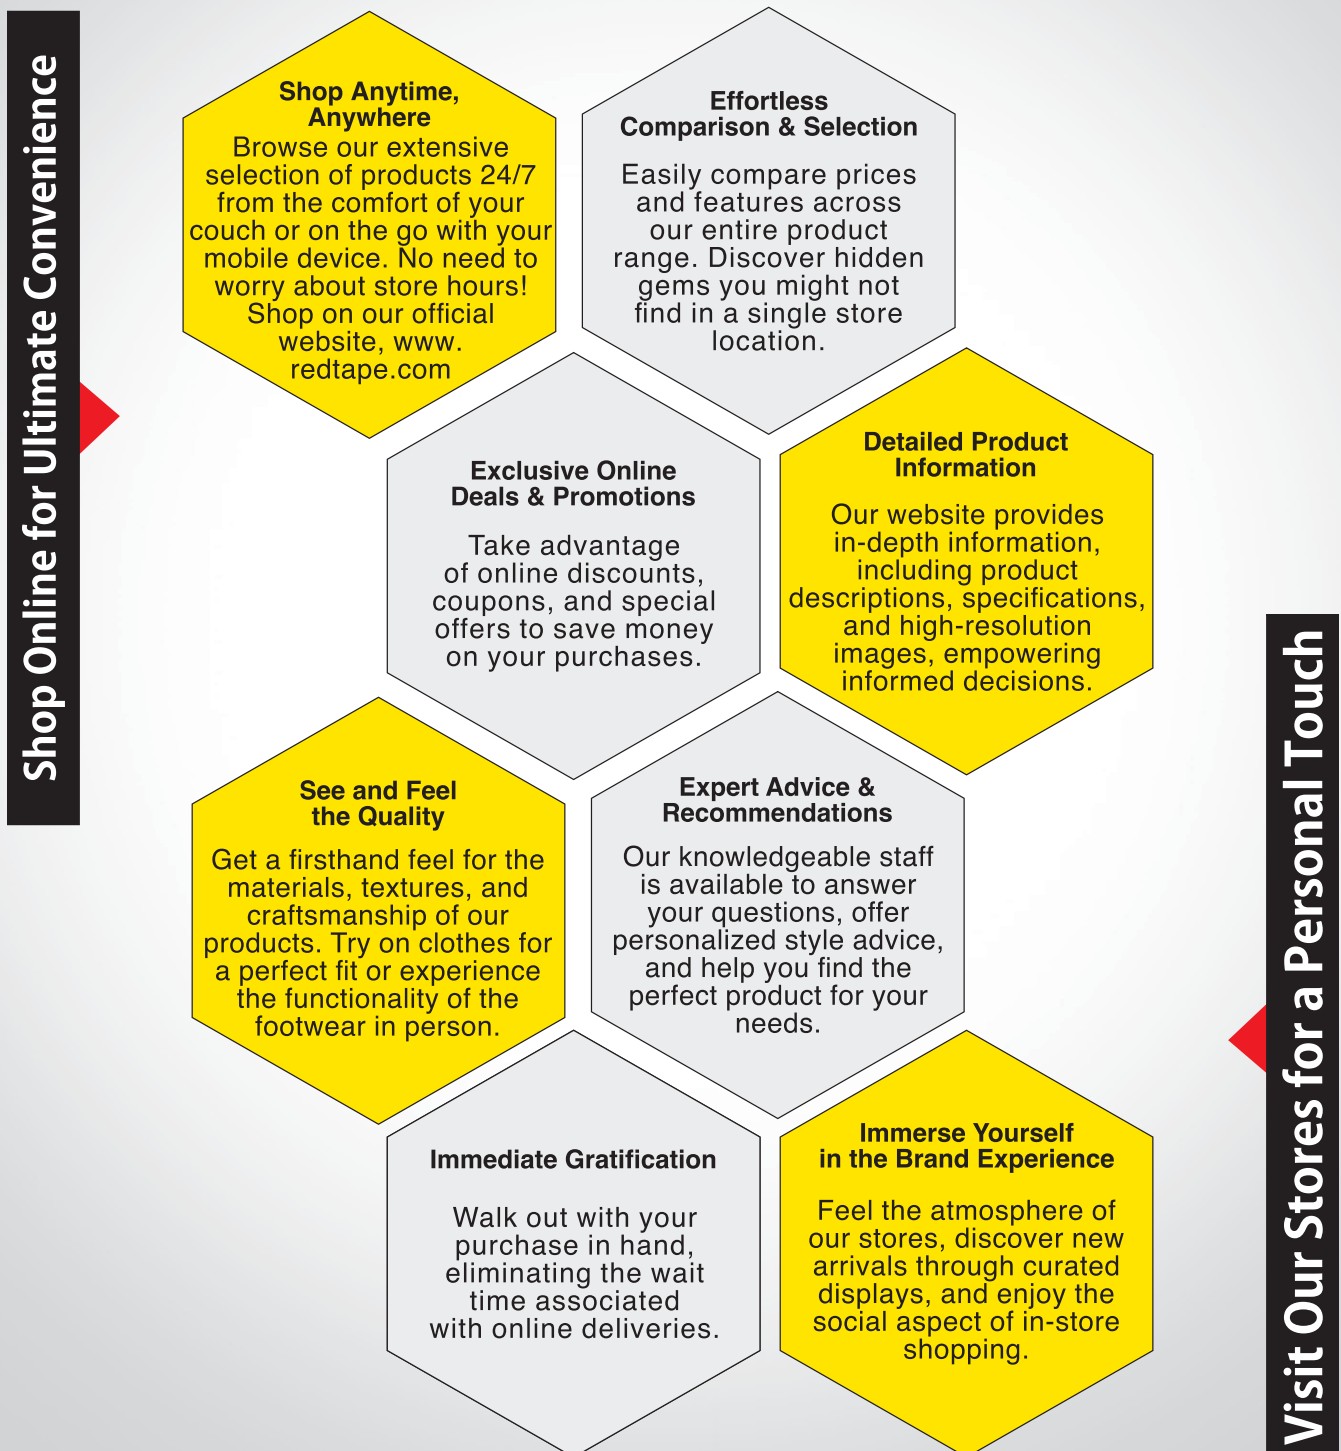 Shop Online for Ultimate Convenience
Shop Anytime,
Anywhere
Browse our extensive
selection of products 24/7
from the comfort of your
couch or on the go with your
mobile device. No need to
worry about store hours!
Shop on our official
website, www.
redtape.com
Effortless
Comparison & Selection
Easily compare prices
and features across
our entire product
range. Discover hidden
gems you might not
find in a single store
location.
Exclusive Online
Deals & Promotions
Take advantage
of online discounts,
coupons, and special
offers to save money
on your purchases.
Detailed Product
Information
Our website provides
in-depth information,
including product
descriptions, specifications,
and high-resolution
images, empowering
informed decisions.
Visit Our Stores for a Personal Touch
See and Feel
the Quality
Get a firsthand feel for the
materials, textures, and
craftsmanship of our
products. Try on clothes for
a perfect fit or experience
the functionality of the
footwear in person.
Expert Advice &
Recommendations
Our knowledgeable staff
is available to answer
your questions, offer
personalized style advice,
and help you find the
perfect product for your
needs.
Immediate Gratification
Walk out with your
purchase in hand,
eliminating the wait
time associated
with online deliveries.
Immerse Yourself
in the Brand Experience
Feel the atmosphere of
our stores, discover new
arrivals through curated
displays, and enjoy the
social aspect of in-store
shopping.